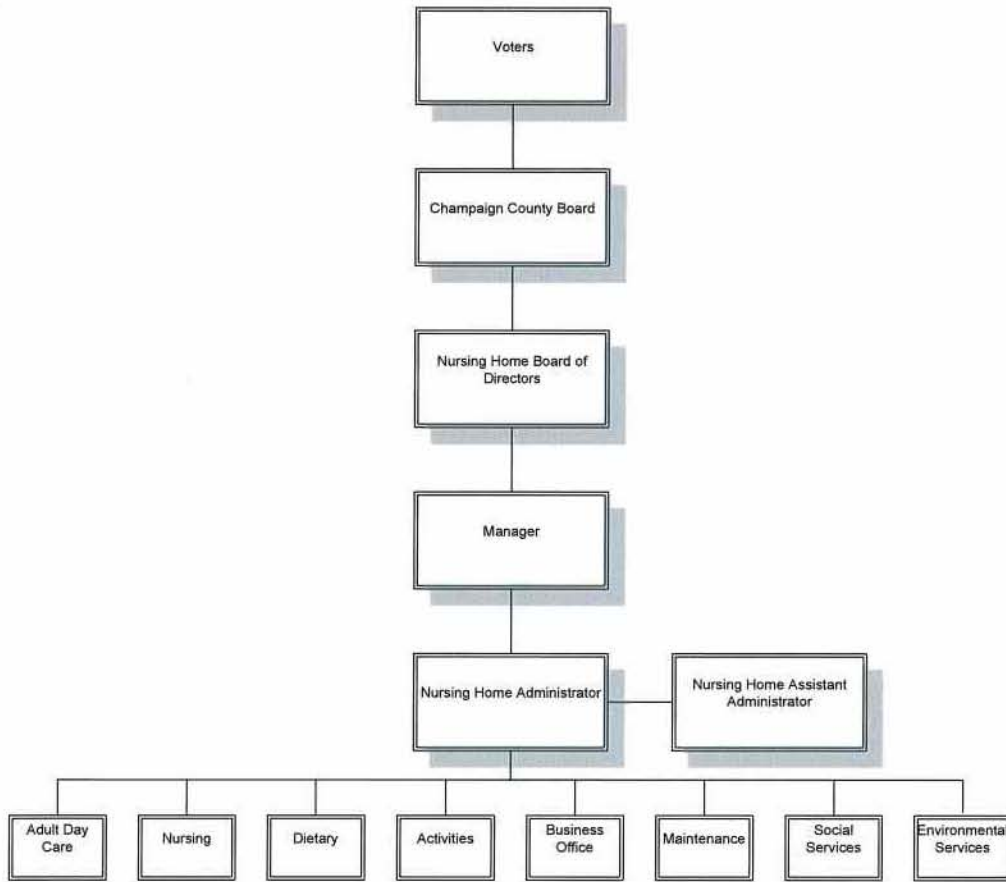 Voters
Champaign County Board
Nursing Home Board of
Directors
Manager
Nursing Home Administrator
Nursing Home Assistant
Administrator
Adult Day
Care
Nursing
Dietary
Activities
Business
Office
Maintenance
Social
Services
Environmental
Services